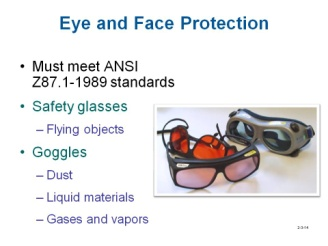 Eye and Face Protection
• Must meet ANSI
Z87.1-1989 standards
• Safety glasses
– Flying objects
• Goggles
– Dust
– Liquid materials
– Gases and vapors